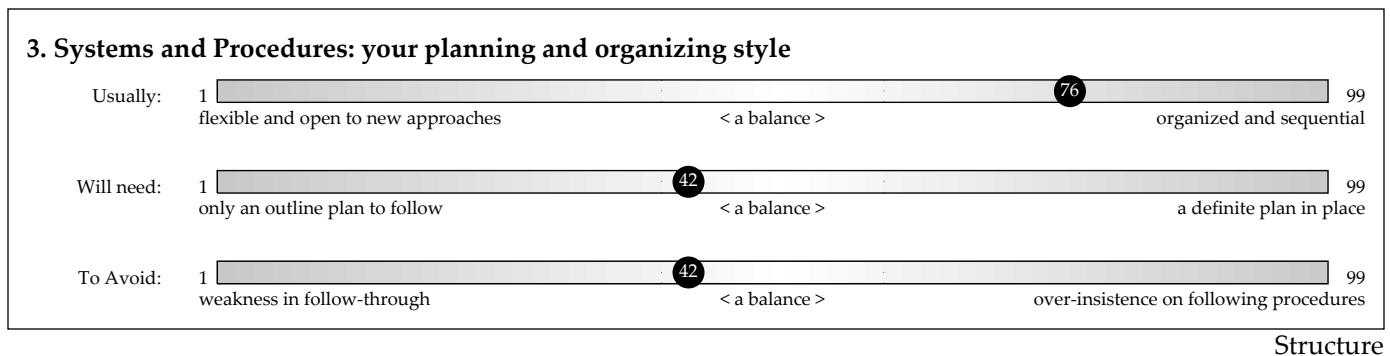 3. Systems and Procedures: your planning and organizing style
Usually: 1 76 99
flexible and open to new approaches < a balance > organized and sequential
Will need: 1 42 99
only an outline plan to follow < a balance > a definite plan in place
To Avoid: 1 42 99
weakness in follow-through < a balance > over-insistence on following procedures
Structure